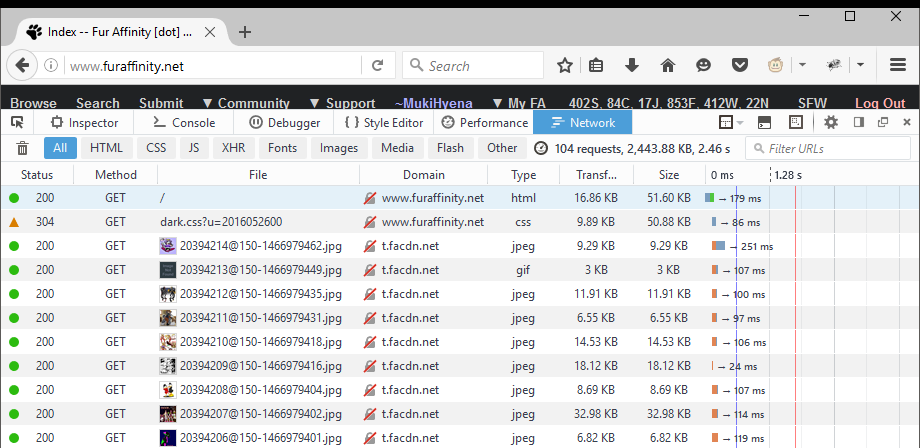 Index -- Fur Affinity [dot] ...
www.furaffinity.net Search
Browse Search Submit ▼ Community ▼ Support ~MukiHyena ▼ My FA 402S, 84C, 17J, 853F, 412W, 22N SFW Log Out
Inspector Console Debugger { } Style Editor Performance Network
All HTML CSS JS XHR Fonts Images Media Flash Other 104 requests, 2,443.88 KB, 2.46 s Filter URLs
Status Method File Domain Type Transf... Size 0 ms 1.28 s
200 GET / www.furaffinity.net html 16.86 KB 51.60 KB → 179 ms
304 GET dark.css?u=2016052600 www.furaffinity.net css 9.89 KB 50.88 KB → 86 ms
200 GET 20394214@150-1466979462.jpg t.facdn.net jpeg 9.29 KB 9.29 KB → 251 ms
200 GET 20394213@150-1466979449.jpg t.facdn.net gif 3 KB 3 KB → 107 ms
200 GET 20394212@150-1466979435.jpg t.facdn.net jpeg 11.91 KB 11.91 KB → 100 ms
200 GET 20394211@150-1466979431.jpg t.facdn.net jpeg 6.55 KB 6.55 KB → 97 ms
200 GET 20394210@150-1466979418.jpg t.facdn.net jpeg 14.53 KB 14.53 KB → 106 ms
200 GET 20394209@150-1466979416.jpg t.facdn.net jpeg 18.12 KB 18.12 KB → 24 ms
200 GET 20394208@150-1466979404.jpg t.facdn.net jpeg 8.69 KB 8.69 KB → 107 ms
200 GET 20394207@150-1466979402.jpg t.facdn.net jpeg 32.98 KB 32.98 KB → 114 ms
200 GET 20394206@150-1466979401.jpg t.facdn.net jpeg 6.82 KB 6.82 KB → 119 ms